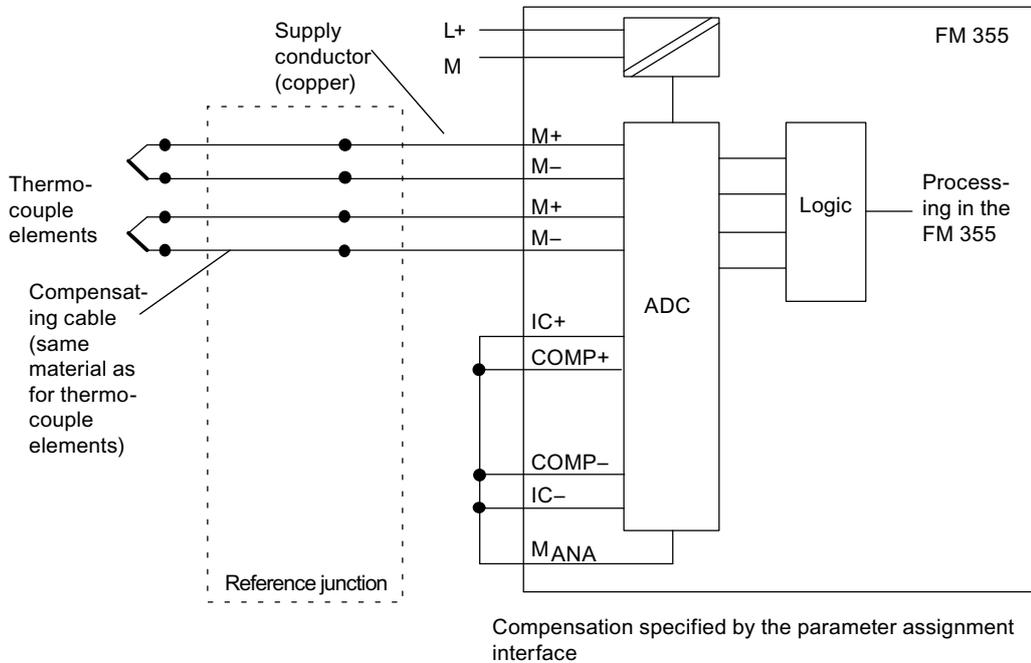 Supply
conductor
(copper)
L+
M
FM 355
Thermo-
couple
elements
M+
M–
M+
M–
Logic
Process-
ing in the
FM 355
Compensat-
ing cable
(same
material as
for thermo-
couple
elements)
ADC
IC+
COMP+
COMP–
IC–
MANA
Reference junction
Compensation specified by the parameter assignment
interface